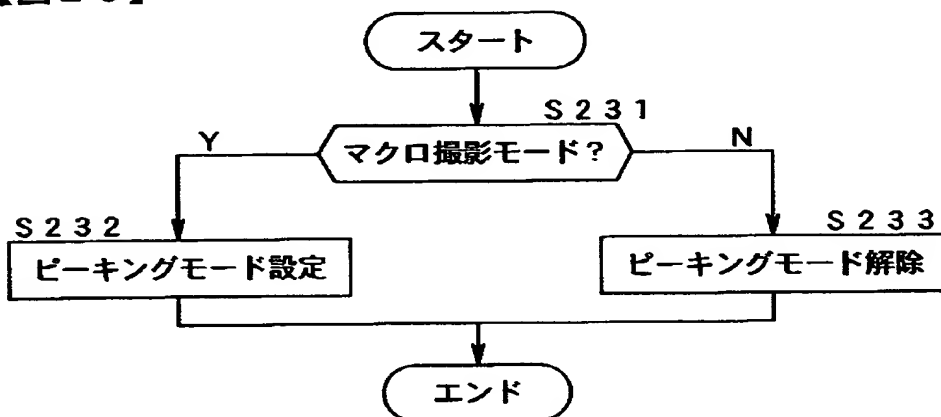 スタート
S231
マクロ撮影モード?
Y
N
S232
ピーキングモード設定
S233
ピーキングモード解除
エンド